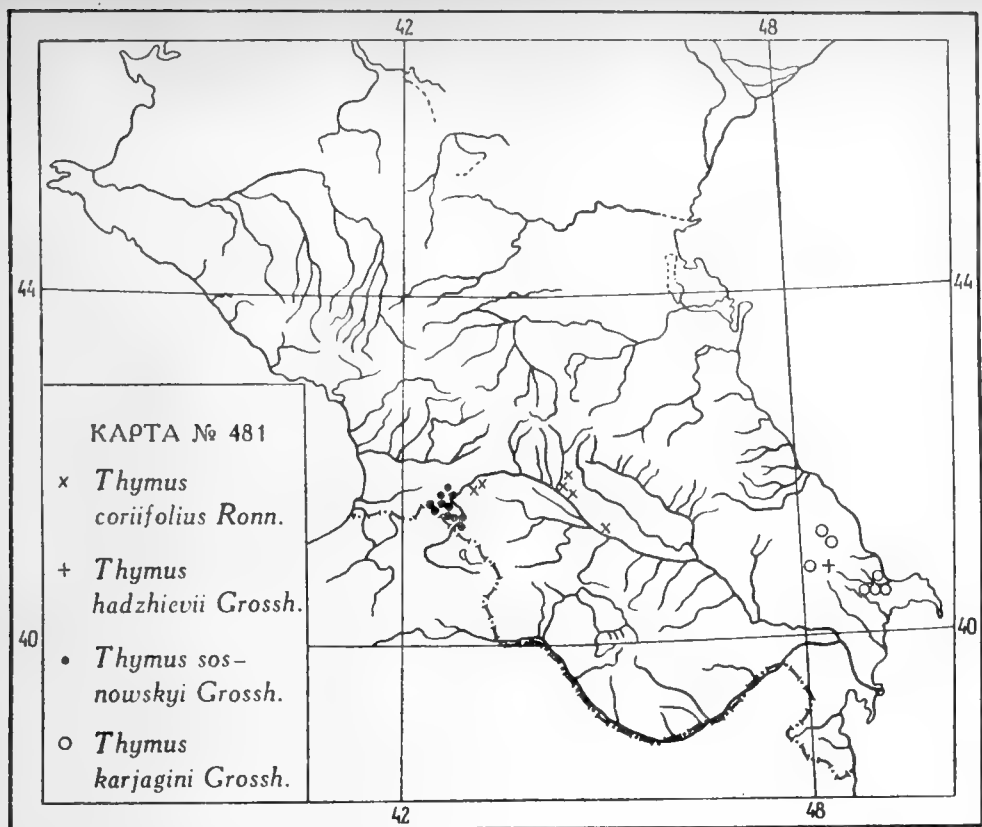 42 48
44 44
КАРТА № 481
x Thymus
coriifolius Ronn.
+ Thymus
hadzhievii Grossh.
• Thymus sos–
nowskyi Grossh.
○ Thymus
karjagini Grossh.
40 40
42 48